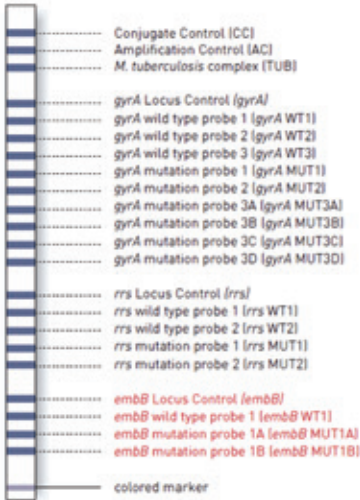 Conjugate Control (CC)
Amplification Control (AC)
M. tuberculosis complex (TUB)
gyrA Locus Control (gyrA)
gyrA wild type probe 1 (gyrA WT1)
gyrA wild type probe 2 (gyrA WT2)
gyrA wild type probe 3 (gyrA WT3)
gyrA mutation probe 1 (gyrA MUT1)
gyrA mutation probe 2 (gyrA MUT2)
gyrA mutation probe 3A (gyrA MUT3A)
gyrA mutation probe 3B (gyrA MUT3B)
gyrA mutation probe 3C (gyrA MUT3C)
gyrA mutation probe 3D (gyrA MUT3D)
rrs Locus Control (rrs)
rrs wild type probe 1 (rrs WT1)
rrs wild type probe 2 (rrs WT2)
rrs mutation probe 1 (rrs MUT1)
rrs mutation probe 2 (rrs MUT2)
embB Locus Control (embB)
embB wild type probe 1 (embB WT1)
embB mutation probe 1A (embB MUT1A)
embB mutation probe 1B (embB MUT1B)
colored marker